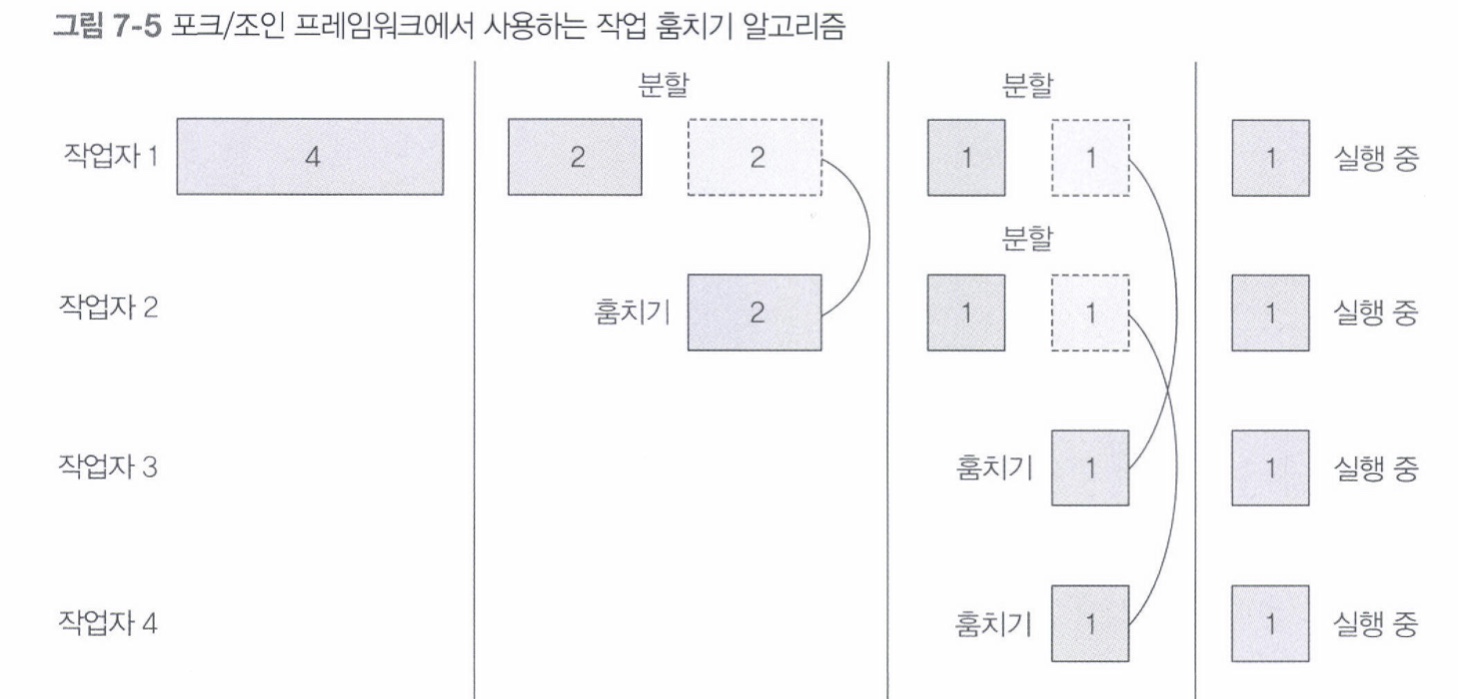 그림 7-5 포크/조인 프레임워크에서 사용하는 작업 훔치기 알고리즘
분할 분할
작업자 1 4 2 2 1 1 1 실행 중
분할
작업자 2 훔치기 2 1 1 1 실행 중
작업자 3 훔치기 1 1 실행 중
작업자 4 훔치기 1 1 실행 중